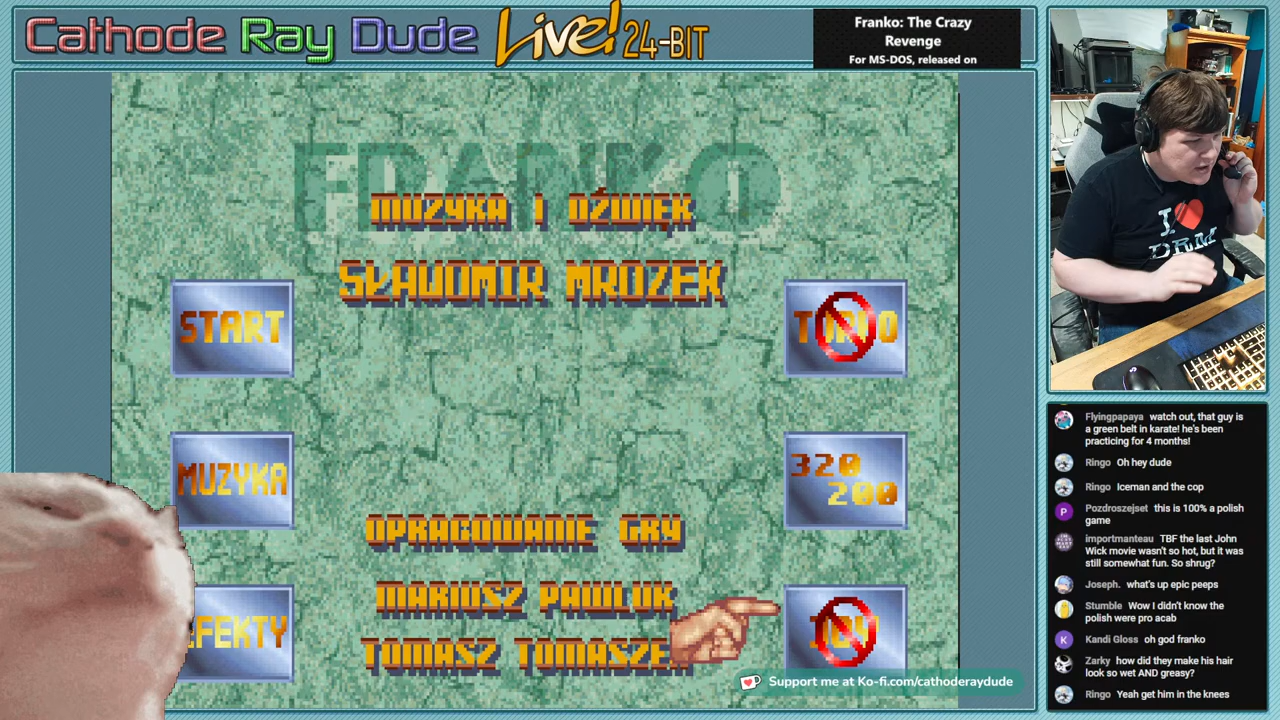 Cathode Ray Dude Live! 24-BIT
Franko: The Crazy
Revenge
For MS-DOS, released on
FRANKO
MUZYKA I DŹWIĘK
SŁAWOMIR MROZEK
START
320
200
MUZYKA
OPRACOWANIE GRY
MARIUSZ PAWLUK
TOMASZ
EFEKTY
I
DRM
Support me at Ko-fi.com/cathoderaydude
Flyingpapaya watch out, that guy is
a green belt in karate! he's been
practicing for 4 months!
Ringo Oh hey dude
Ringo Iceman and the cop
P
Pozdroszejset this is 100% a polish
game
importmanteau TBF the last John
Wick movie wasn't so hot, but it was
still somewhat fun. So shrug?
Joseph. what's up epic peeps
Stumble Wow I didn't know the
polish were pro acab
K
Kandi Gloss oh god franko
Zarky how did they make his hair
look so wet AND greasy?
Ringo Yeah get him in the knees